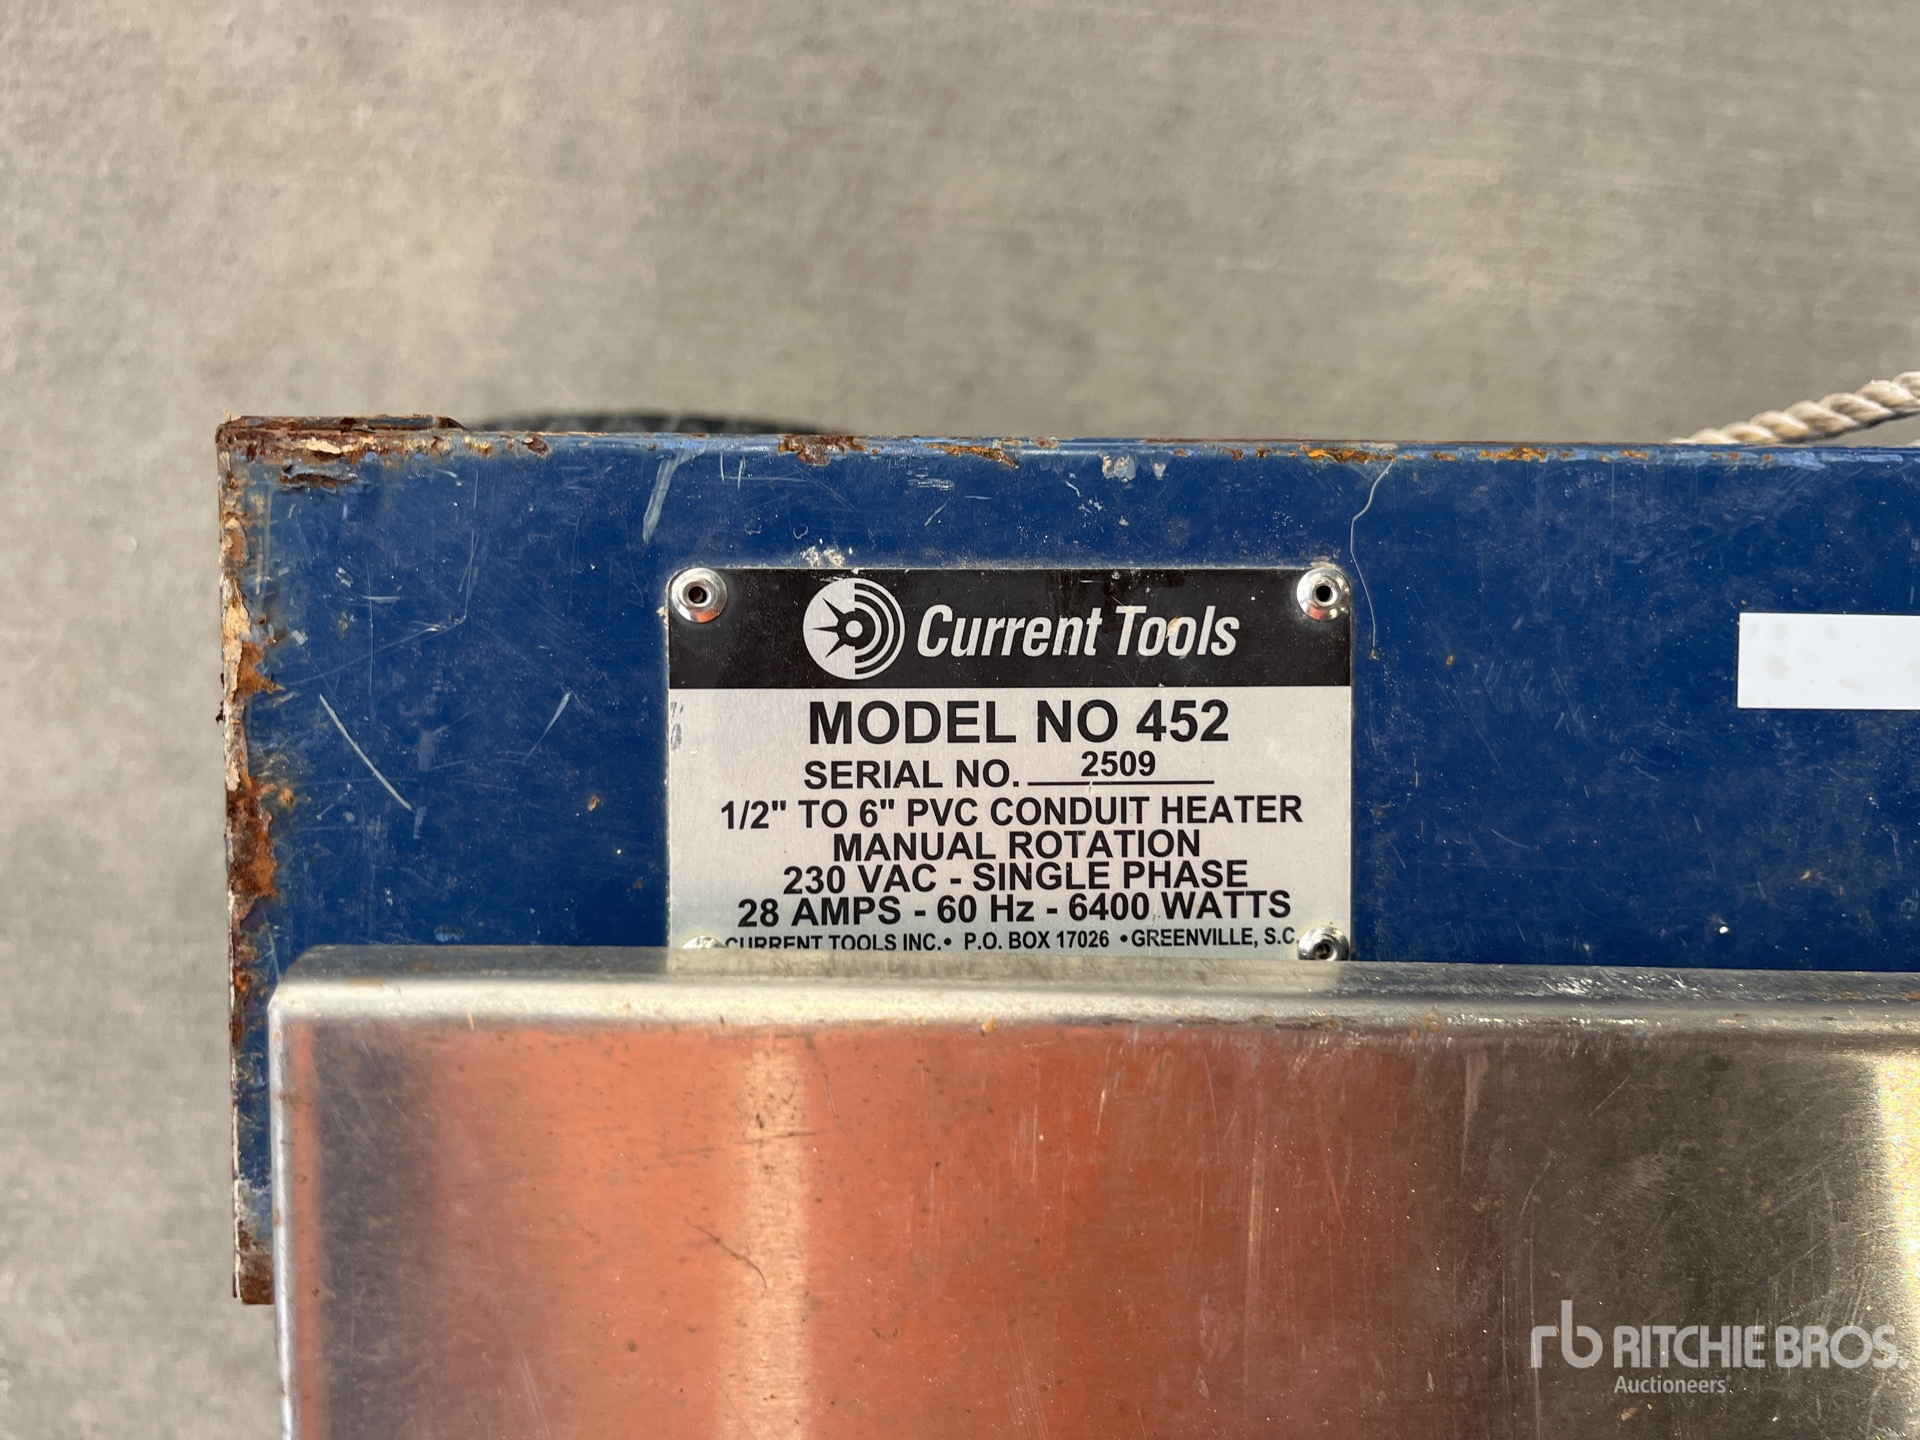 Current Tools
MODEL NO 452
SERIAL NO. 2509
1/2" TO 6" PVC CONDUIT HEATER
MANUAL ROTATION
230 VAC - SINGLE PHASE
28 AMPS - 60 Hz - 6400 WATTS
CURRENT TOOLS INC. • P.O. BOX 17026 • GREENVILLE, S.C.
rb RITCHIE BROS.
Auctioneers